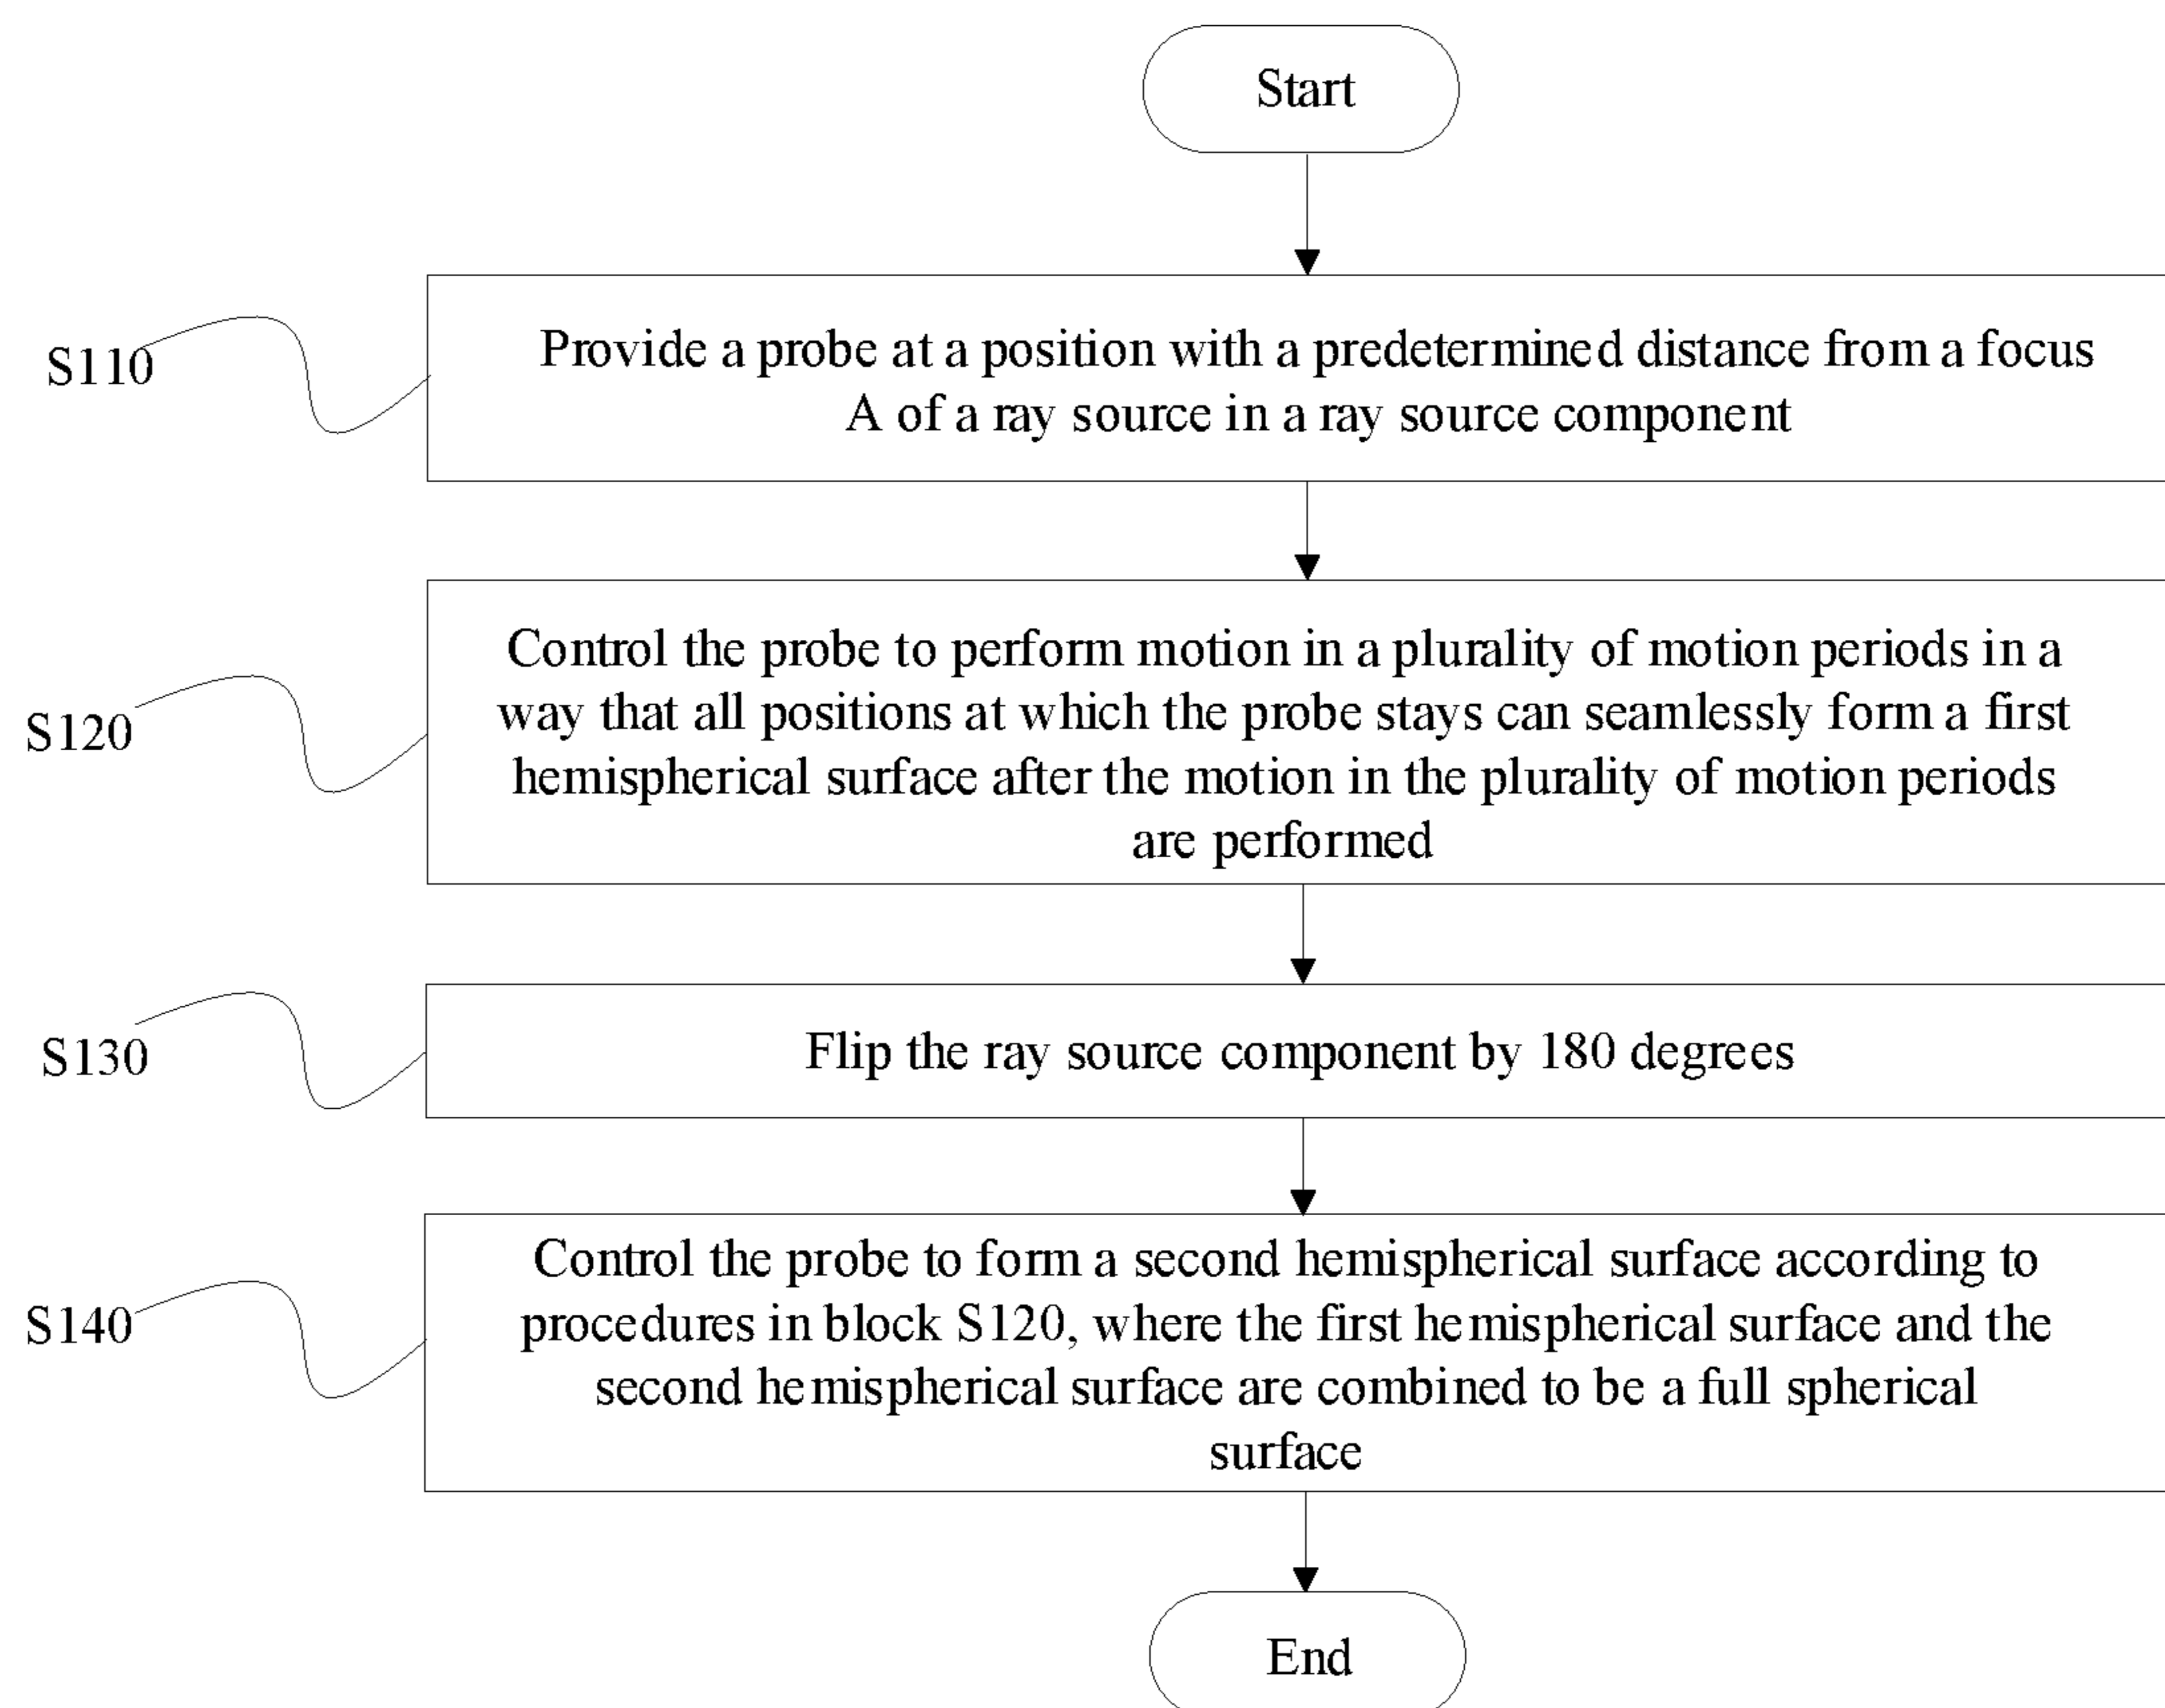 Start
S110
Provide a probe at a position with a predetermined distance from a focus
A of a ray source in a ray source component
S120
Control the probe to perform motion in a plurality of motion periods in a
way that all positions at which the probe stays can seamlessly form a first
hemispherical surface after the motion in the plurality of motion periods
are performed
S130
Flip the ray source component by 180 degrees
S140
Control the probe to form a second hemispherical surface according to
procedures in block S120, where the first hemispherical surface and the
second hemispherical surface are combined to be a full spherical
surface
End